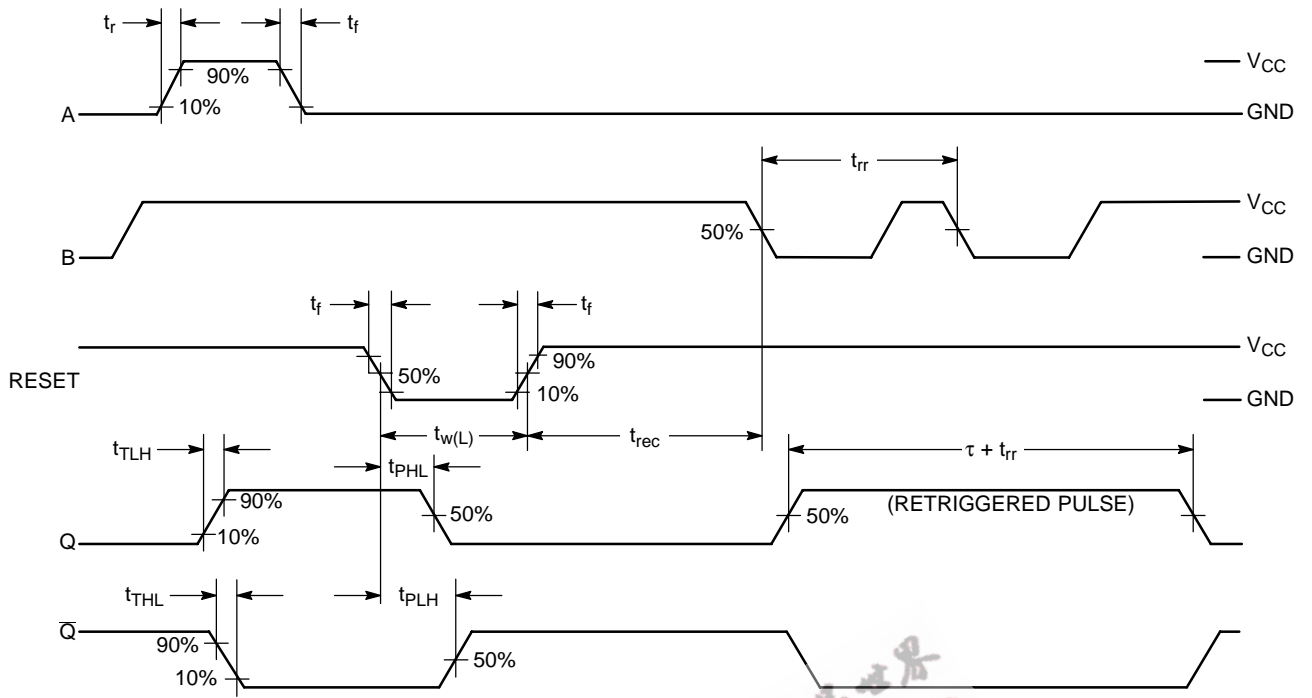 tr
tf
VCC
90%
10%
A
GND
trr
VCC
50%
B
GND
tf
tf
VCC
90%
RESET
50%
10%
GND
tw(L)
trec
tTLH
tPHL
τ + trr
90%
(RETRIGGERED PULSE)
50%
50%
10%
Q
tTHL
tPLH
Q̅
90%
50%
10%